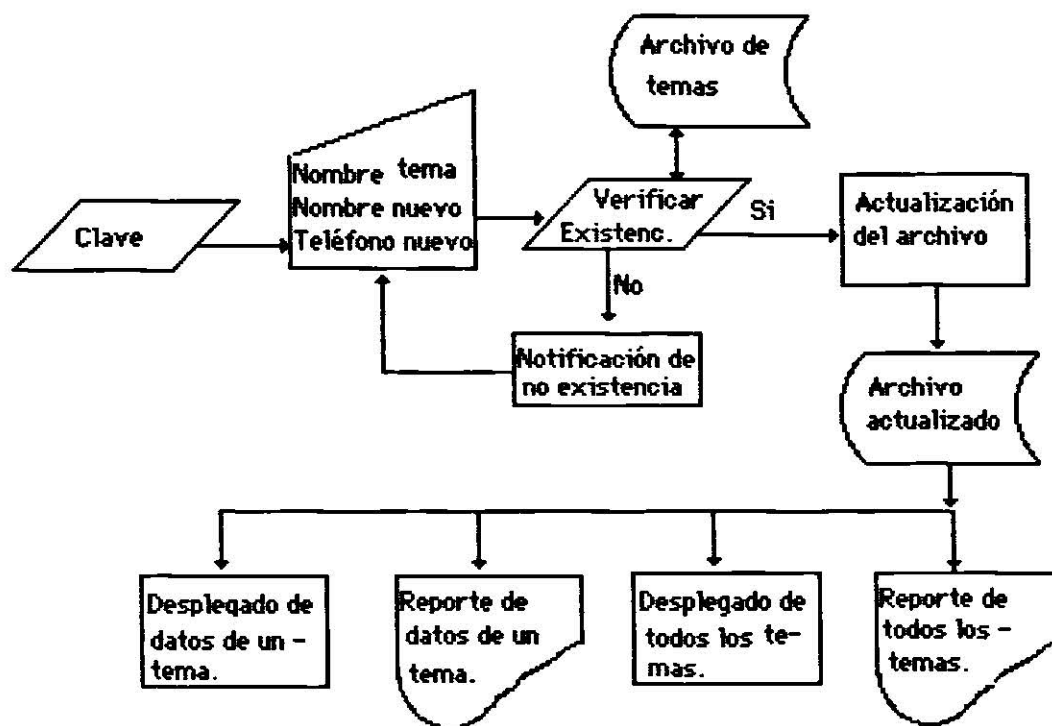 Archivo de
temas
Nombre tema
Nombre nuevo
Teléfono nuevo
Clave
Verificar
Existenc.
Si
Actualización
del archivo
No
Notificación de
no existencia
Archivo
actualizado
Desplegado de
datos de un -
tema.
Reporte de
datos de un
tema.
Desplegado de
todos los te-
mas.
Reporte de
todos los -
temas.